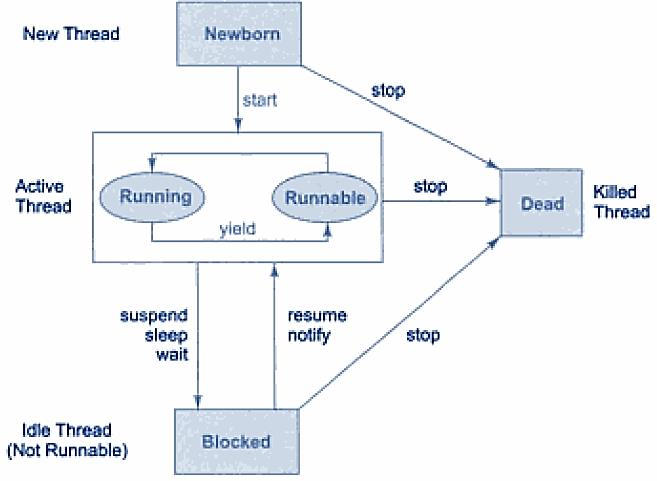 New Thread
Newborn
start
stop
Active
Thread
Running
Runnable
yield
stop
Dead
Killed
Thread
suspend
sleep
wait
resume
notify
stop
Idle Thread
(Not Runnable)
Blocked